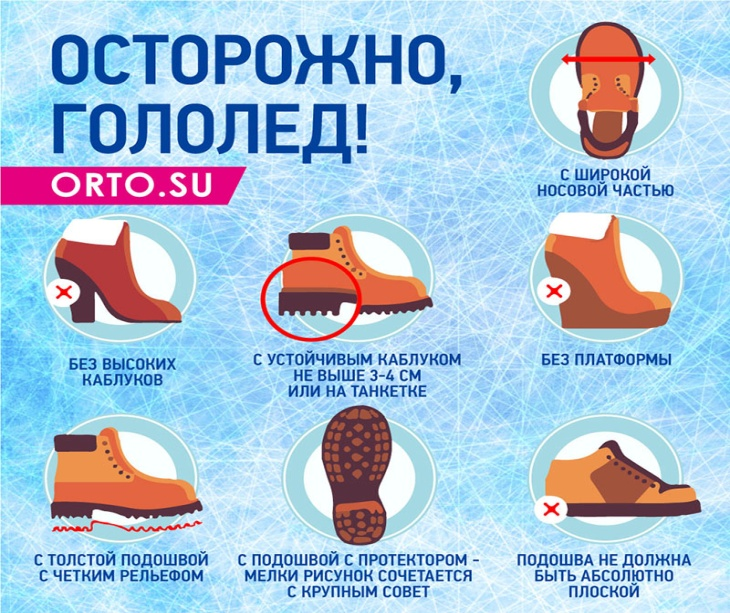 ОСТОРОЖНО,
ГОЛОЛЕД!
ORTO.SU
С ШИРОКОЙ
НОСОВОЙ ЧАСТЬЮ
БЕЗ ВЫСОКИХ
КАБЛУКОВ
С УСТОЙЧИВЫМ КАБЛУКОМ
НЕ ВЫШЕ 3-4 СМ
ИЛИ НА ТАНКЕТКЕ
БЕЗ ПЛАТФОРМЫ
С ТОЛСТОЙ ПОДОШВОЙ
С ЧЕТКИМ РЕЛЬЕФОМ
С ПОДОШВОЙ С ПРОТЕКТОРОМ -
МЕЛКИ РИСУНОК СОЧЕТАЕТСЯ
С КРУПНЫМ СОВЕТ
ПОДОШВА НЕ ДОЛЖНА
БЫТЬ АБСОЛЮТНО
ПЛОСКОЙ